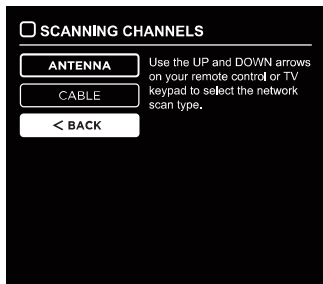 SCANNING CHANNELS
ANTENNA
Use the UP and DOWN arrows
on your remote control or TV
keypad to select the network
scan type.
CABLE
< BACK